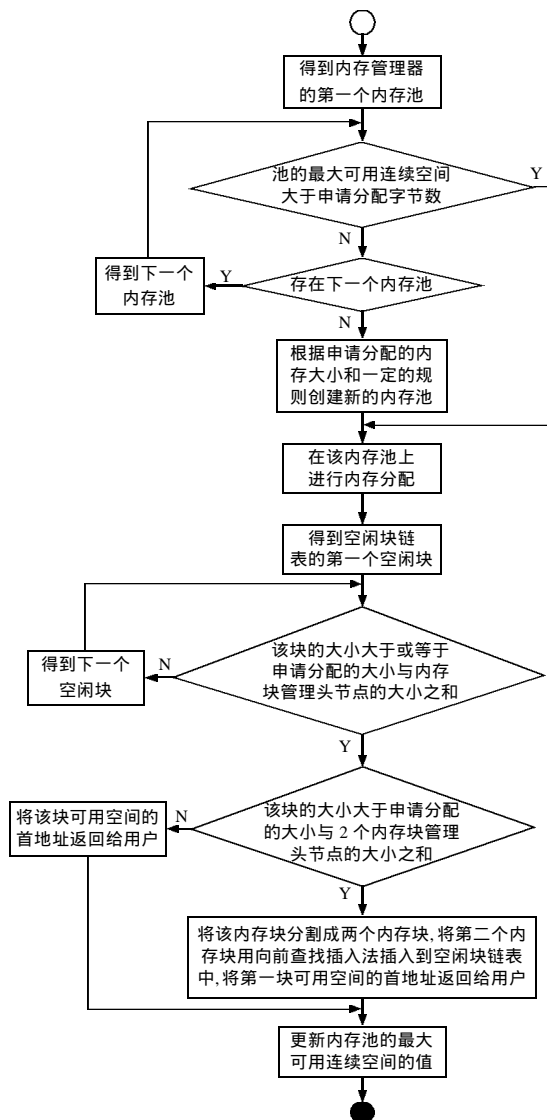 得到内存管理器
的第一个内存池
池的最大可用连续空间
大于申请分配字节数
Y
N
得到下一个
内存池
Y
存在下一个内存池
N
根据申请分配的内
存大小和一定的规
则创建新的内存池
在该内存池上
进行内存分配
得到空闲块链
表的第一个空闲块
该块的大小大于或等于
申请分配的大小与内存
块管理头节点的大小之和
N
得到下一个
空闲块
Y
该块的大小大于申请分配
的大小与 2 个内存块管理
头节点的大小之和
N
将该块可用空间的
首地址返回给用户
Y
将该内存块分割成两个内存块,将第二个内
存块用向前查找插入法插入到空闲块链表
中,将第一块可用空间的首地址返回给用户
更新内存池的最大
可用连续空间的值